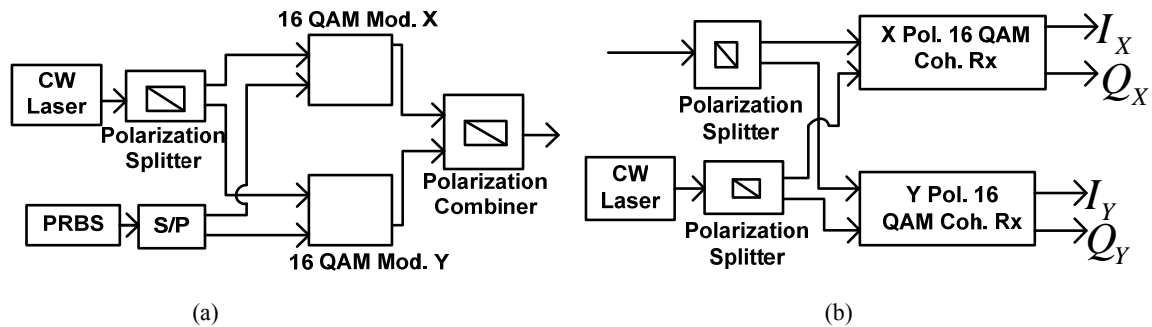 16 QAM Mod. X
CW
Laser
Polarization
Splitter
Polarization
Combiner
PRBS
S/P
16 QAM Mod. Y
(a)
Polarization
Splitter
X Pol. 16 QAM
Coh. Rx
I_X
Q_X
CW
Laser
Polarization
Splitter
Y Pol. 16
QAM Coh. Rx
I_Y
Q_Y
(b)